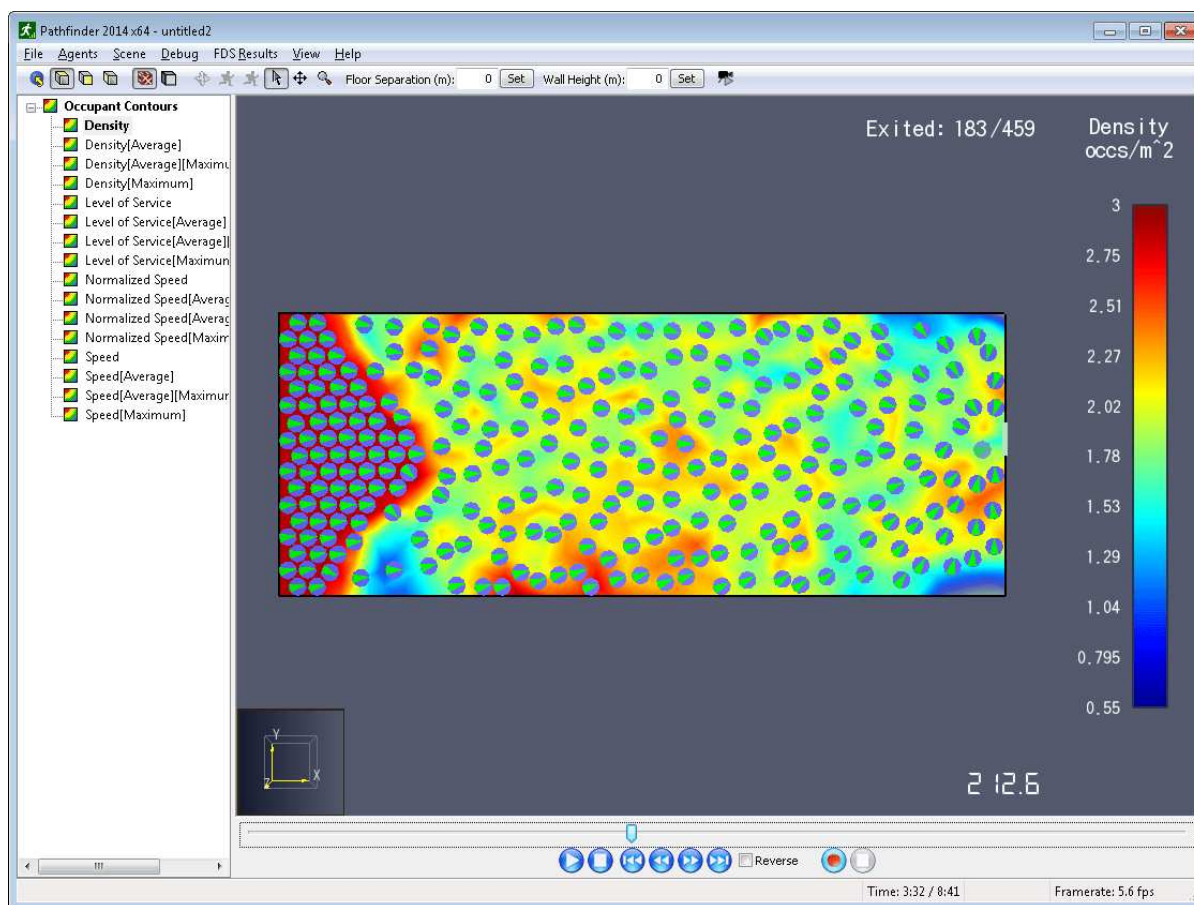 Pathfinder 2014 x64 - untitled2
File Agents Scene Debug FDS Results View Help
Floor Separation (m): 0 Set Wall Height (m): 0 Set
Occupant Contours
Density
Density[Average]
Density[Average][Maximu
Density[Maximum]
Level of Service
Level of Service[Average]
Level of Service[Average][
Level of Service[Maximun
Normalized Speed
Normalized Speed[Averag
Normalized Speed[Averag
Normalized Speed[Maxim
Speed
Speed[Average]
Speed[Average][Maximur
Speed[Maximum]
Exited: 183/459
Density
occs/m^2
3
2.75
2.51
2.27
2.02
1.78
1.53
1.29
1.04
0.795
0.55
Y
Z X
212.6
Reverse
Time: 3:32 / 8:41 Framerate: 5.6 fps